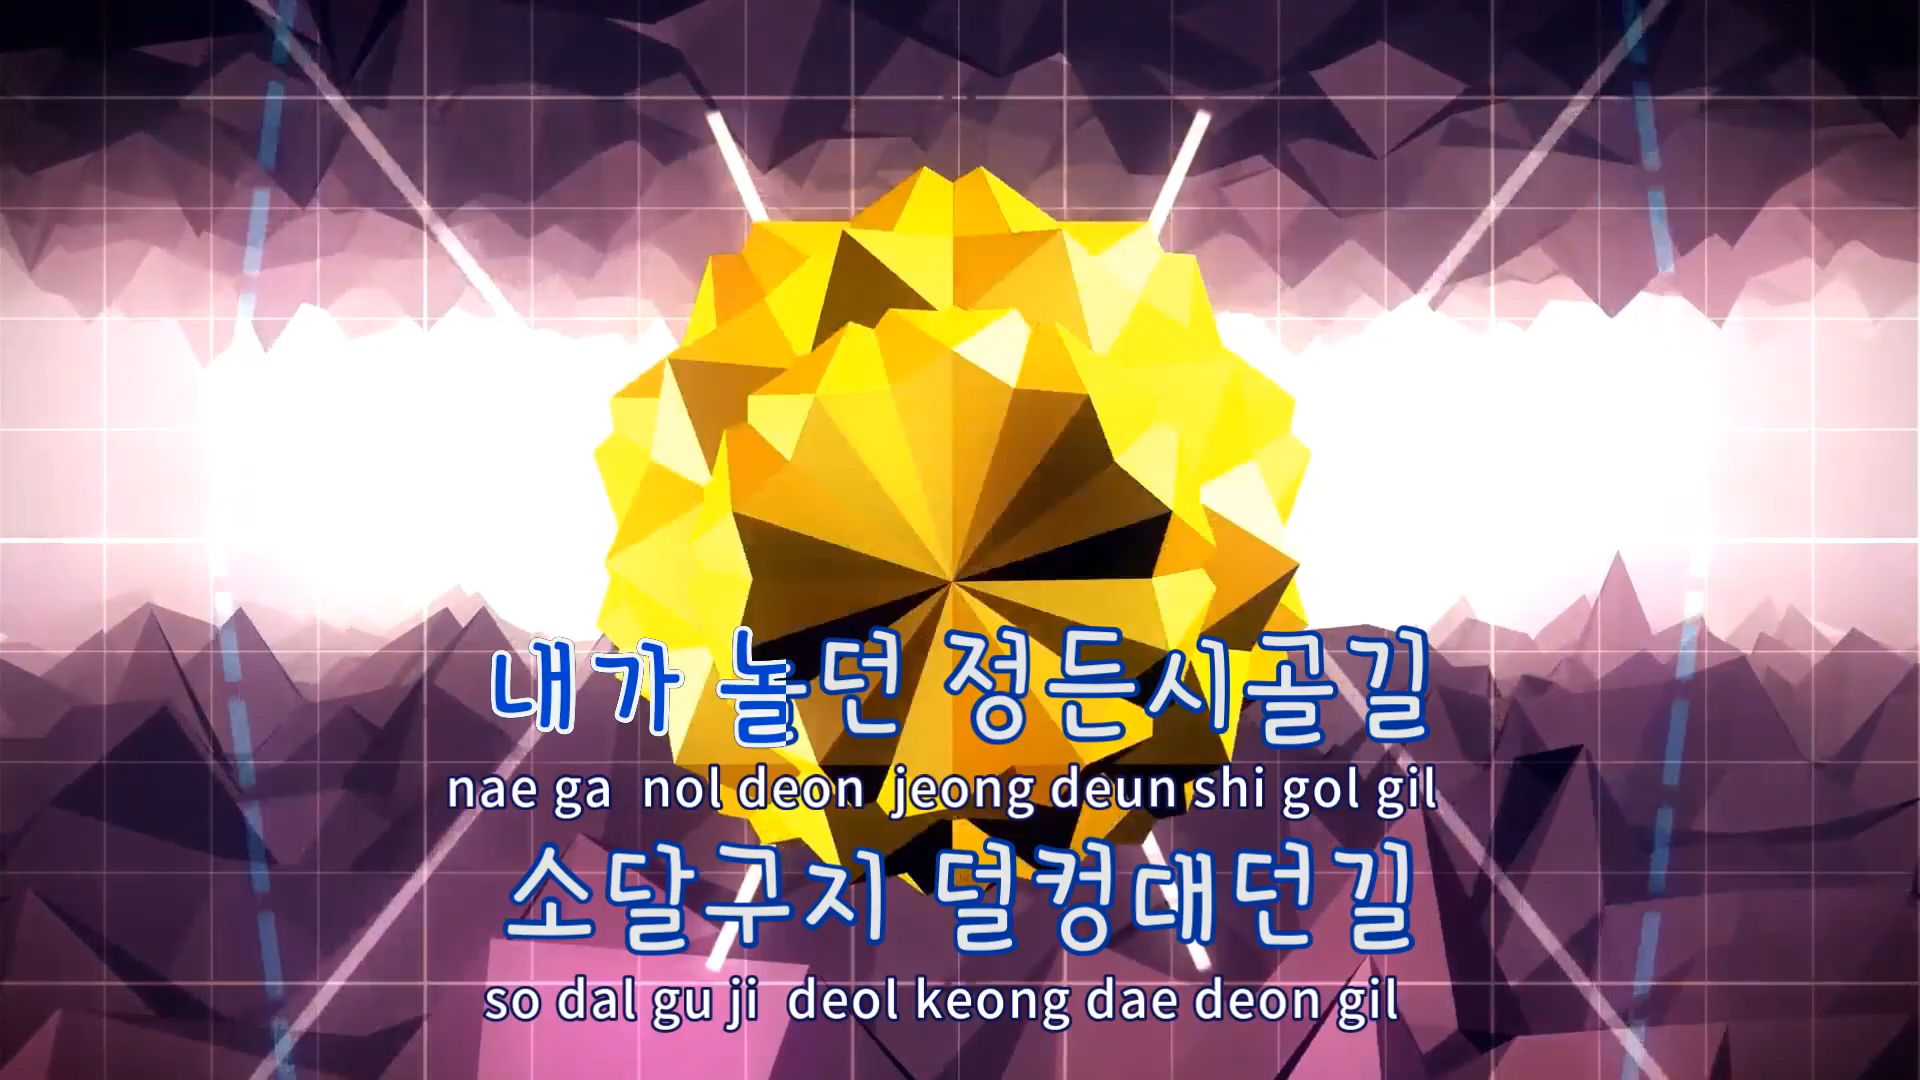 내가 놀던 정든시골길
nae ga nol deon jeong deun shi gol gil
소달구지 덜컹대던길
so dal gu ji deol keong dae deon gil